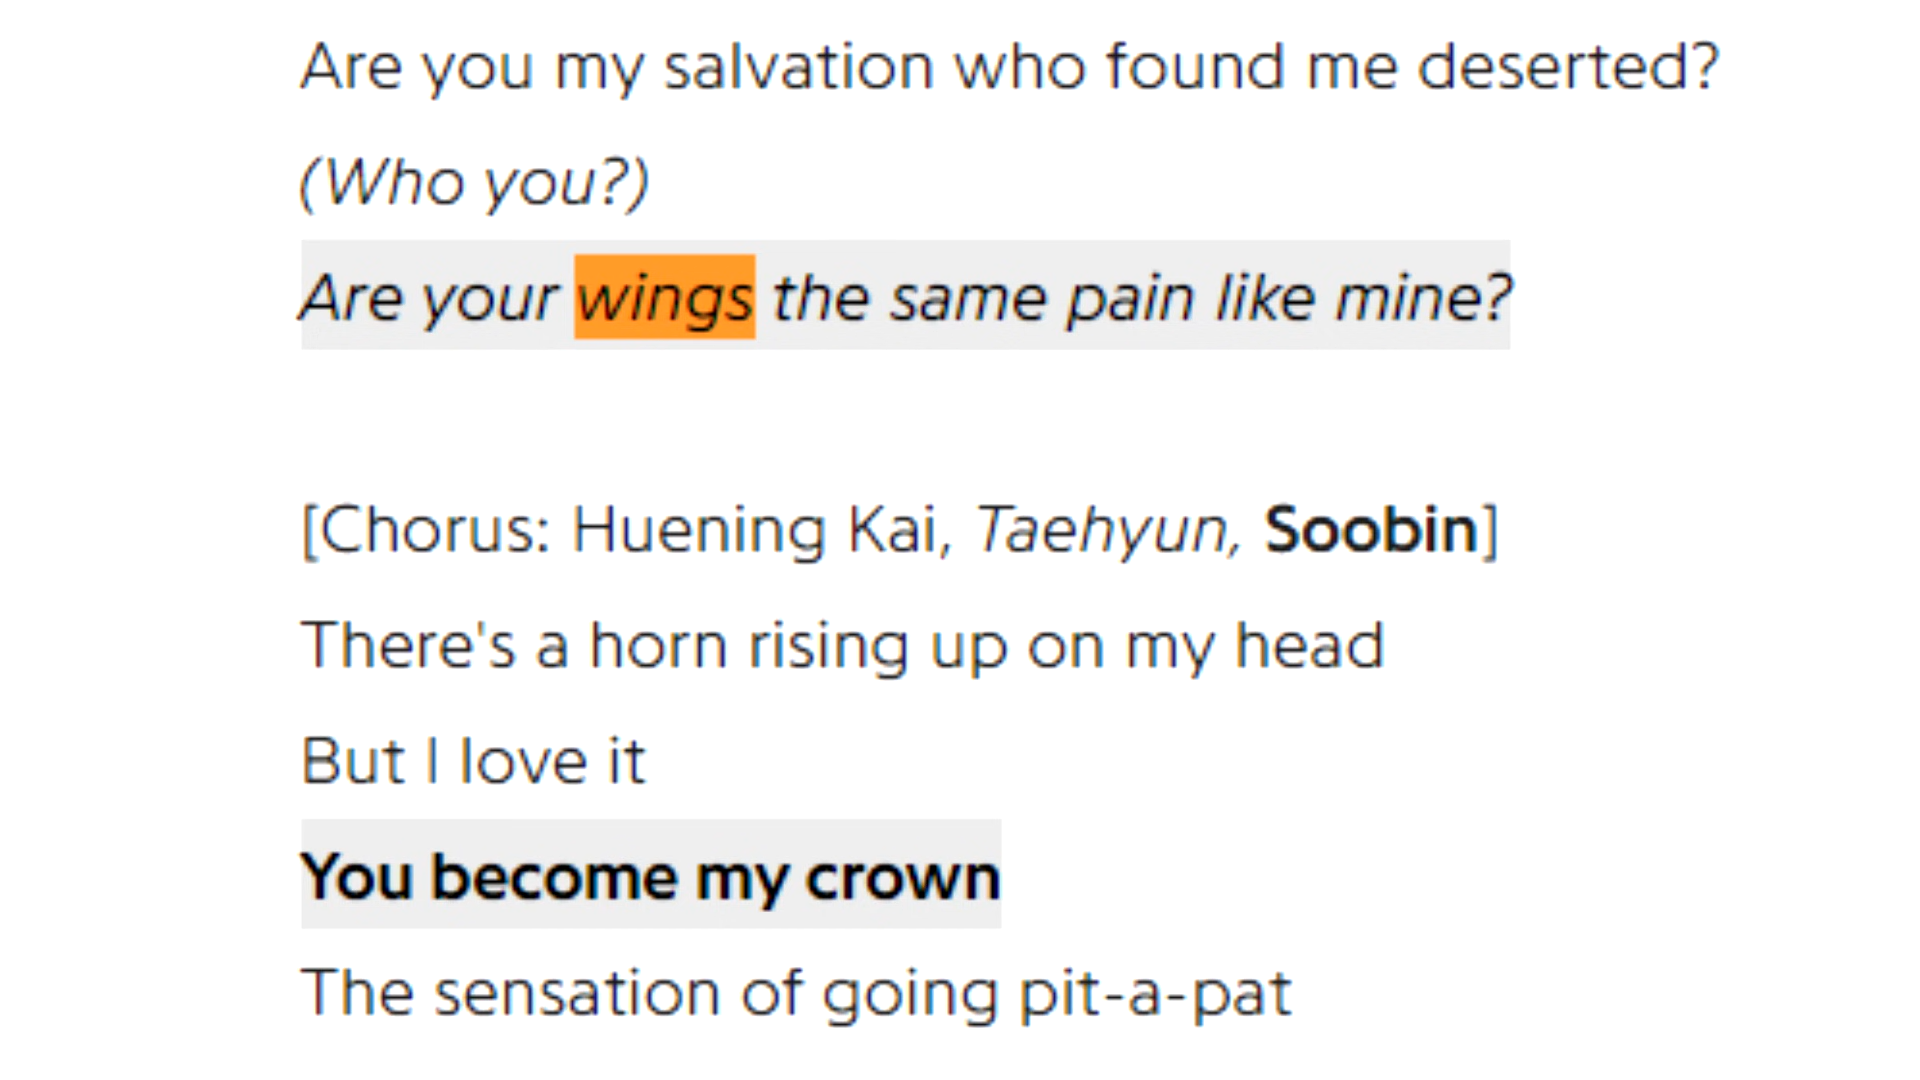 Are you my salvation who found me deserted?
(Who you?)
Are your wings the same pain like mine?
[Chorus: Huening Kai, Taehyun, Soobin]
There's a horn rising up on my head
But I love it
You become my crown
The sensation of going pit-a-pat